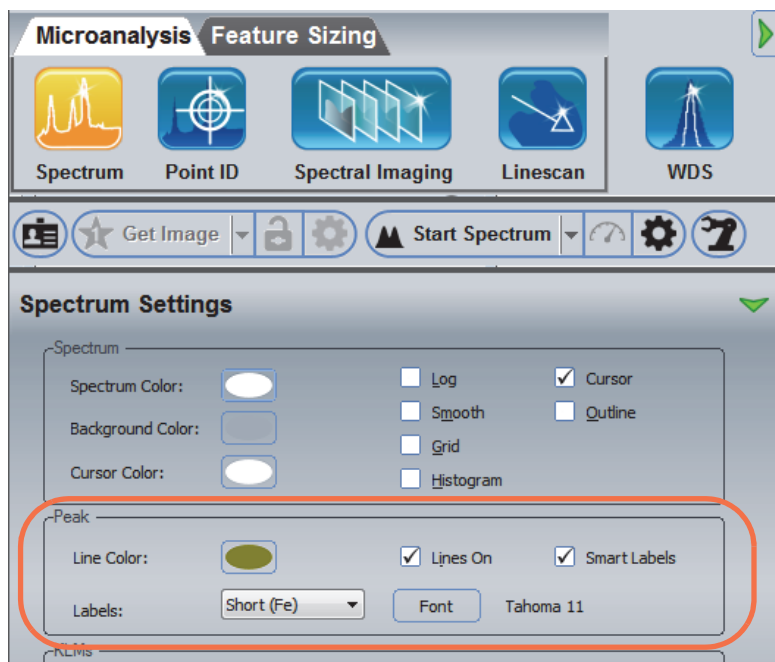 Microanalysis Feature Sizing
Spectrum Point ID Spectral Imaging Linescan WDS
Get Image Start Spectrum
Spectrum Settings
Spectrum
Spectrum Color: Log Cursor
Smooth Outline
Background Color:
Grid
Cursor Color:
Histogram
Peak
Line Color: Lines On Smart Labels
Labels: Short (Fe) Font Tahoma 11
KLMs